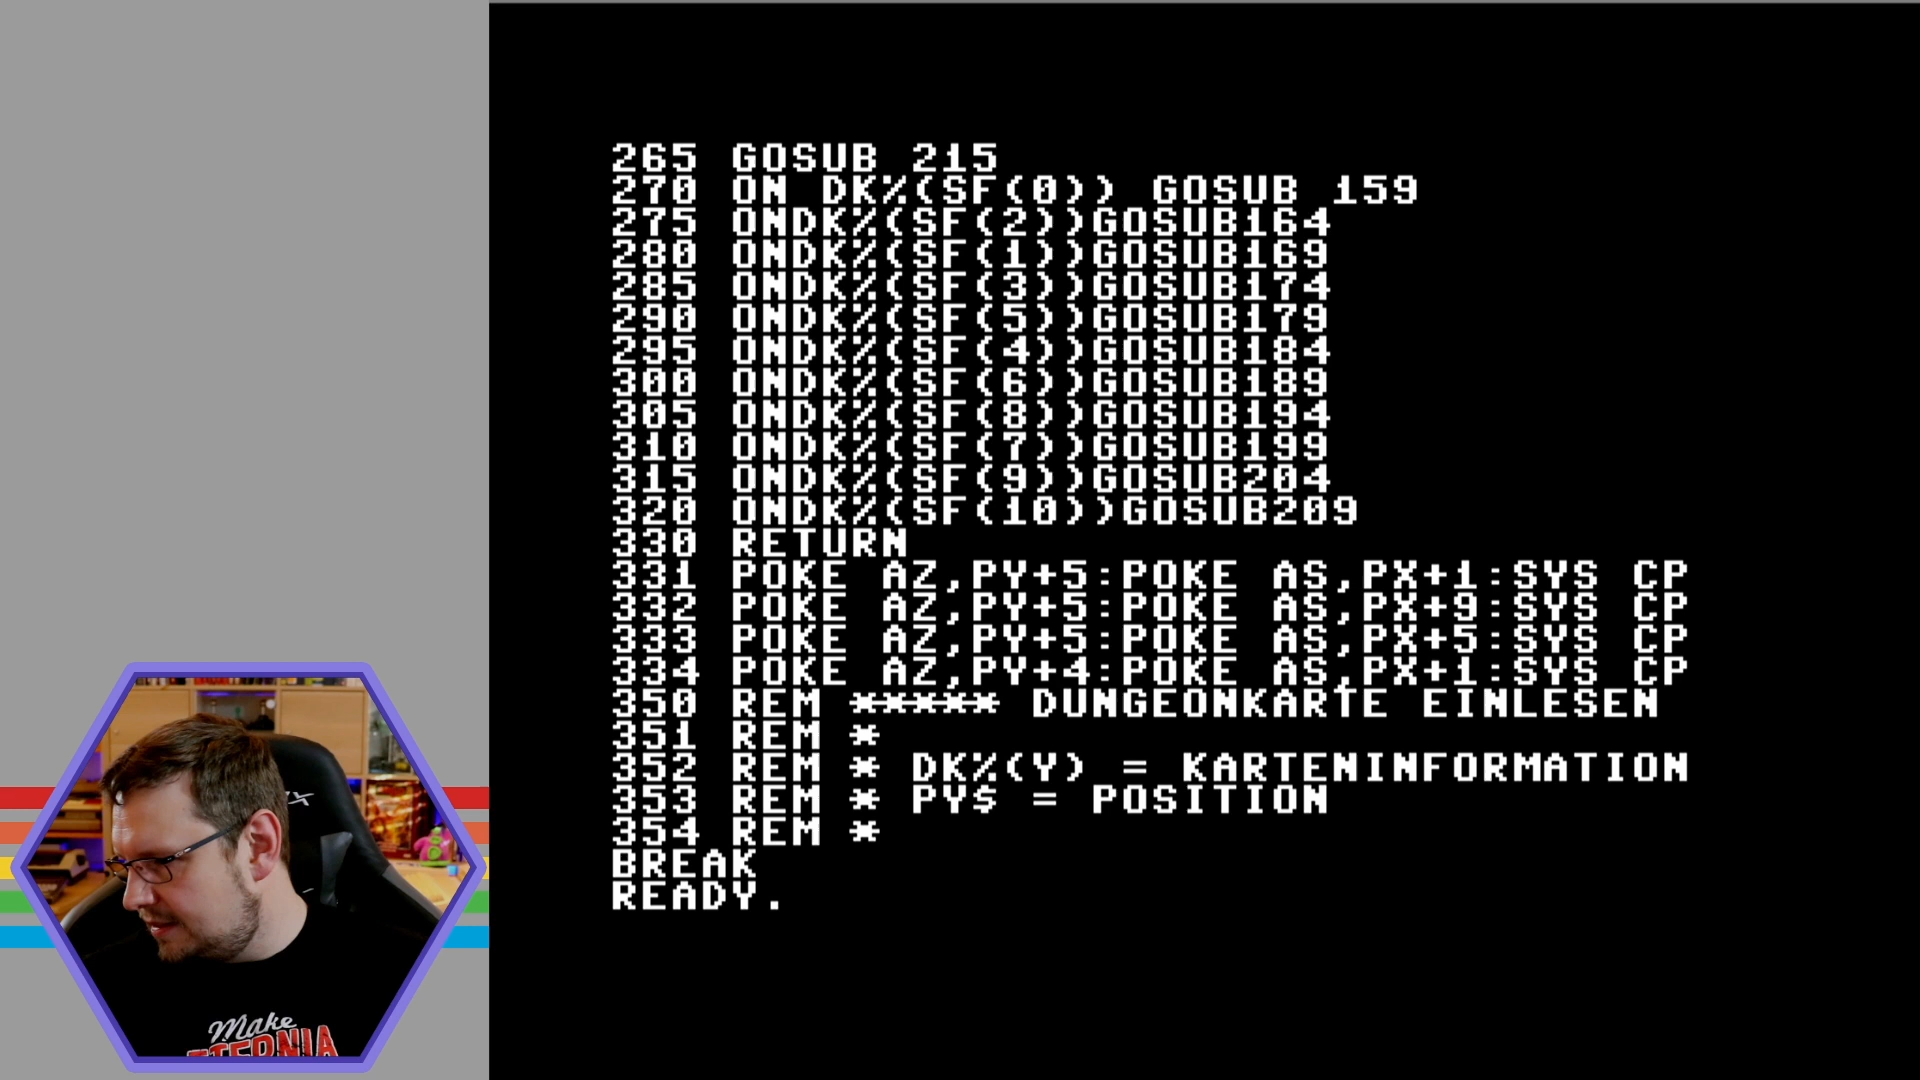 265 GOSUB 215
270 ON DK%(SF(0)) GOSUB 159
275 ONDK%(SF(2))GOSUB164
280 ONDK%(SF(1))GOSUB169
285 ONDK%(SF(3))GOSUB174
290 ONDK%(SF(5))GOSUB179
295 ONDK%(SF(4))GOSUB184
300 ONDK%(SF(6))GOSUB189
305 ONDK%(SF(8))GOSUB194
310 ONDK%(SF(7))GOSUB199
315 ONDK%(SF(9))GOSUB204
320 ONDK%(SF(10))GOSUB209
330 RETURN
331 POKE AZ,PY+5:POKE AS,PX+1:SYS CP
332 POKE AZ,PY+5:POKE AS,PX+9:SYS CP
333 POKE AZ,PY+5:POKE AS,PX+5:SYS CP
334 POKE AZ,PY+4:POKE AS,PX+1:SYS CP
350 REM ***** DUNGEONKARTE EINLESEN
351 REM *
352 REM * DK%(Y) = KARTENINFORMATION
353 REM * PY$ = POSITION
354 REM *
BREAK
READY.
Make
ETERNIA